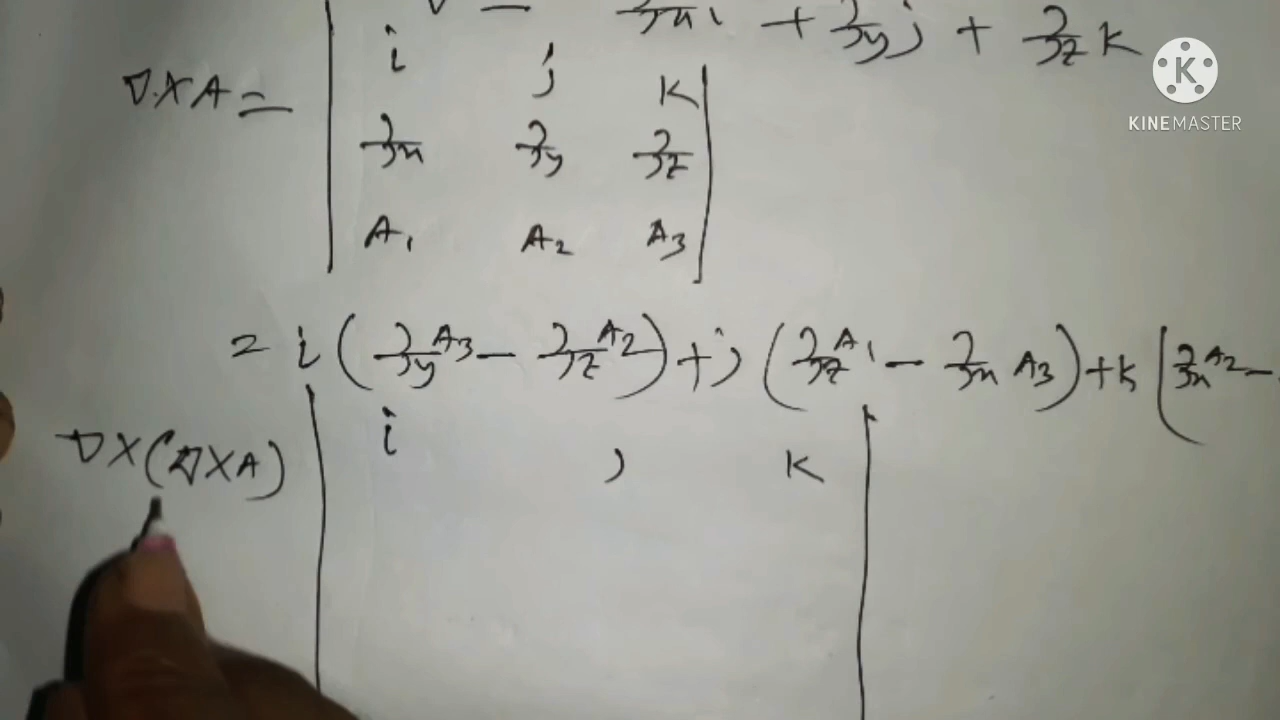 ∇ = ∂/∂x i + ∂/∂y j + ∂/∂z k
∇×A = | i j k |
| ∂/∂x ∂/∂y ∂/∂z |
| A₁ A₂ A₃ |
= i (∂/∂y A₃ − ∂/∂z A₂) + j (∂/∂z A₁ − ∂/∂x A₃) + k (∂/∂x A₂ −
∇×(∇×A) | i j k |
K
KINEMASTER